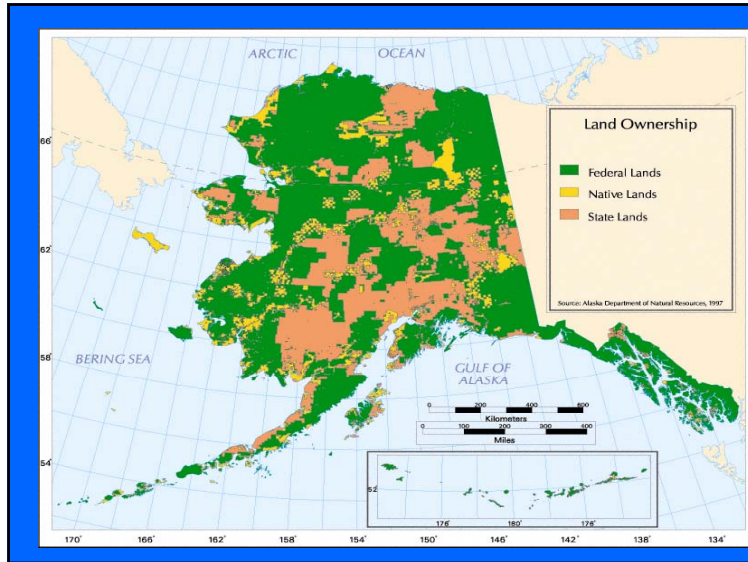 ARCTIC OCEAN
66
62
58
54
BERING SEA
GULF OF
ALASKA
Land Ownership
Federal Lands
Native Lands
State Lands
Source: Alaska Department of Natural Resources, 1997
0 200 400 600
Kilometers
0 100 200 300 400
Miles
52
176 180 176
170° 166° 162° 158° 154° 150° 146° 142° 138° 134°